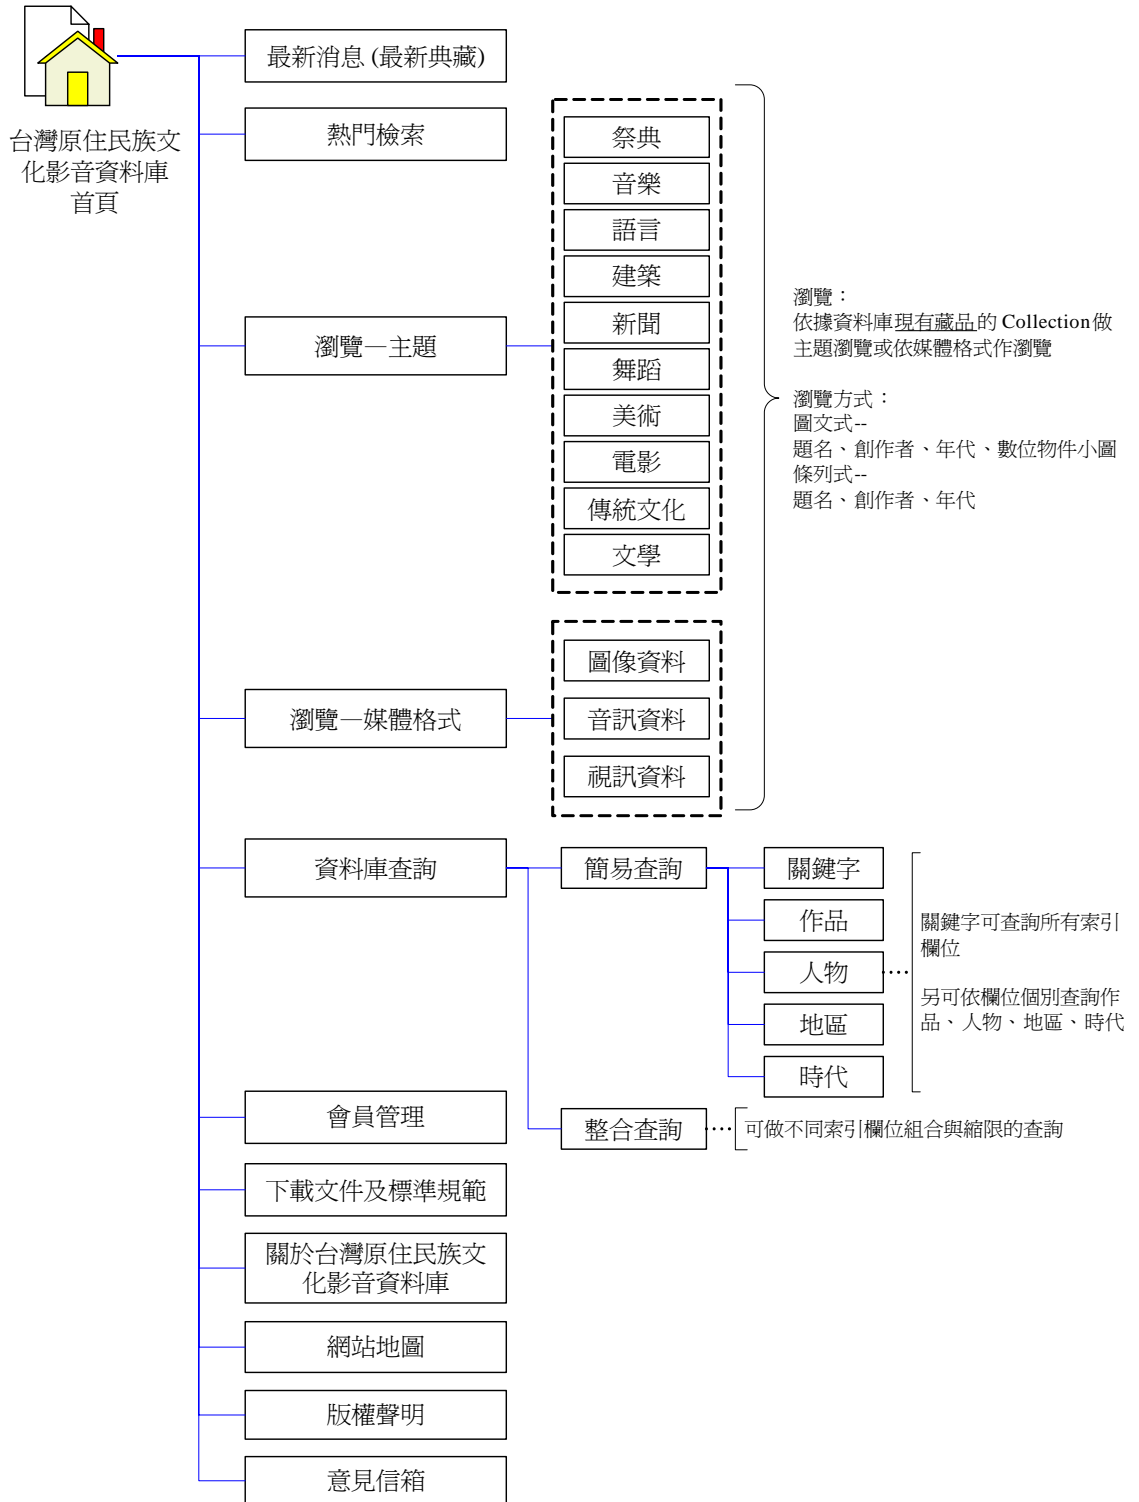 台灣原住民族文
化影音資料庫
首頁
最新消息 (最新典藏)
熱門檢索
瀏覽—主題
祭典
音樂
語言
建築
新聞
舞蹈
美術
電影
傳統文化
文學
瀏覽—媒體格式
圖像資料
音訊資料
視訊資料
瀏覽：
依據資料庫現有藏品的 Collection做
主題瀏覽或依媒體格式作瀏覽
瀏覽方式：
圖文式--
題名、創作者、年代、數位物件小圖
條列式--
題名、創作者、年代
資料庫查詢
簡易查詢
關鍵字
作品
人物
地區
時代
關鍵字可查詢所有索引
欄位
另可依欄位個別查詢作
品、人物、地區、時代
整合查詢
可做不同索引欄位組合與縮限的查詢
會員管理
下載文件及標準規範
關於台灣原住民族文
化影音資料庫
網站地圖
版權聲明
意見信箱